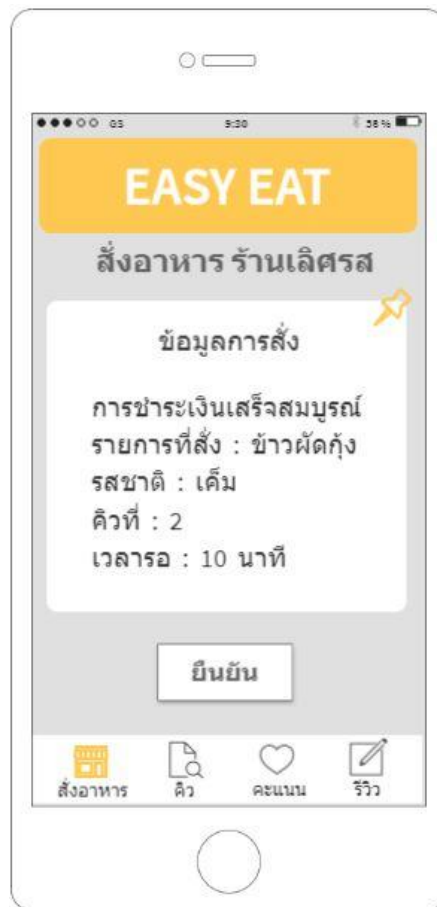 GS 9:30 38%
EASY EAT
สั่งอาหาร ร้านเลิศรส
ข้อมูลการสั่ง
การชำระเงินเสร็จสมบูรณ์
รายการที่สั่ง : ข้าวผัดกุ้ง
รสชาติ : เค็ม
คิวที่ : 2
เวลารอ : 10 นาที
ยืนยัน
สั่งอาหาร คิว คะแนน รีวิว